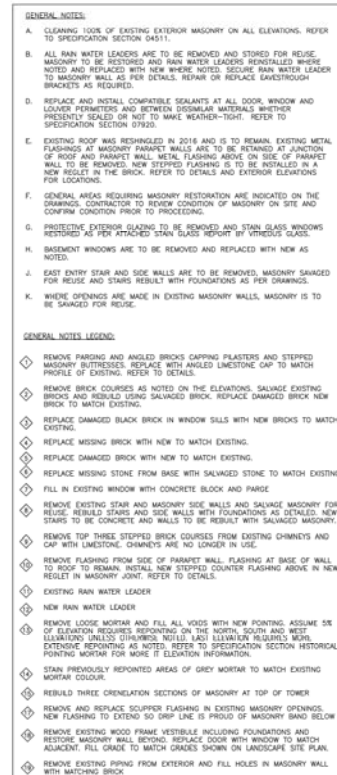 GENERAL NOTES:
A. CLEANING 100% OF EXISTING EXTERIOR MASONRY ON ALL ELEVATIONS. REFER
TO SPECIFICATION SECTION 04511.
B. ALL RAIN WATER LEADERS ARE TO BE REMOVED AND STORED FOR REUSE.
MASONRY TO BE RESTORED AND RAIN WATER LEADERS REINSTALLED WHERE
NOTED AND REPLACED WITH NEW WHERE NOTED. SECURE RAIN WATER LEADER
TO MASONRY WALL AS PER DETAILS. REPAIR OR REPLACE EAVESTROUGH
BRACKETS AS REQUIRED.
D. REPLACE AND INSTALL COMPATIBLE SEALANTS AT ALL DOOR, WINDOW AND
LOUVER PERIMETERS AND BETWEEN DISSIMILAR MATERIALS WHETHER
PRESENTLY SEALED OR NOT TO MAKE WEATHER-TIGHT. REFER TO
SPECIFICATION SECTION 07920.
E. EXISTING ROOF WAS RESHINGLED IN 2016 AND IS TO REMAIN. EXISTING METAL
FLASHINGS AT MASONRY PARAPET WALLS ARE TO BE RETAINED AT JUNCTION
OF ROOF AND PARAPET WALL. METAL FLASHING ABOVE ON SIDE OF PARAPET
WALL TO BE REMOVED. NEW STEPPED FLASHING IS TO BE INSTALLED IN A
NEW REGLET IN THE BRICK. REFER TO DETAILS AND EXTERIOR ELEVATIONS
FOR LOCATIONS.
F. GENERAL AREAS REQUIRING MASONRY RESTORATION ARE INDICATED ON THE
DRAWINGS. CONTRACTOR TO REVIEW CONDITION OF MASONRY ON SITE AND
CONFIRM CONDITION PRIOR TO PROCEEDING.
G. PROTECTIVE EXTERIOR GLAZING TO BE REMOVED AND STAIN GLASS WINDOWS
RESTORED AS PER ATTACHED STAIN GLASS REPORT BY VITREOUS GLASS.
H. BASEMENT WINDOWS ARE TO BE REMOVED AND REPLACED WITH NEW AS
NOTED.
J. EAST ENTRY STAIR AND SIDE WALLS ARE TO BE REMOVED, MASONRY SAVAGED
FOR REUSE AND STAIRS REBUILT WITH FOUNDATIONS AS PER DRAWINGS.
K. WHERE OPENINGS ARE MADE IN EXISTING MASONRY WALLS, MASONRY IS TO
BE SAVAGED FOR REUSE.
GENERAL NOTES LEGEND:
1 REMOVE PARGING AND ANGLED BRICKS CAPPING PILASTERS AND STEPPED
MASONRY BUTTRESSES. REPLACE WITH ANGLED LIMESTONE CAP TO MATCH
PROFILE OF EXISTING. REFER TO DETAILS.
2 REMOVE BRICK COURSES AS NOTED ON THE ELEVATIONS. SALVAGE EXISTING
BRICKS AND REBUILD USING SALVAGED BRICK. REPLACE DAMAGED BRICK NEW
BRICK TO MATCH EXISTING.
3 REPLACE DAMAGED BLACK BRICK IN WINDOW SILLS WITH NEW BRICKS TO MATCH
EXISTING.
4 REPLACE MISSING BRICK WITH NEW TO MATCH EXISTING.
5 REPLACE DAMAGED BRICK WITH NEW TO MATCH EXISTING.
6 REPLACE MISSING STONE FROM BASE WITH SALVAGED STONE TO MATCH EXISTING
7 FILL IN EXISTING WINDOW WITH CONCRETE BLOCK AND PARGE
8 REMOVE EXISTING STAIR AND MASONRY SIDE WALLS AND SALVAGE MASONRY FOR
REUSE. REBUILD STAIRS AND SIDE WALLS WITH FOUNDATIONS AS DETAILED. NEW
STAIRS TO BE CONCRETE AND WALLS TO BE REBUILT WITH SALVAGED MASONRY.
9 REMOVE TOP THREE STEPPED BRICK COURSES FROM EXISTING CHIMNEYS AND
CAP WITH LIMESTONE. CHIMNEYS ARE NO LONGER IN USE.
10 REMOVE FLASHING FROM SIDE OF PARAPET WALL. FLASHING AT BASE OF WALL
TO ROOF TO REMAIN. INSTALL NEW STEPPED COUNTER FLASHING ABOVE IN NEW
REGLET IN MASONRY JOINT. REFER TO DETAILS.
11 EXISTING RAIN WATER LEADER
12 NEW RAIN WATER LEADER
13 REMOVE LOOSE MORTAR AND FILL ALL VOIDS WITH NEW POINTING. ASSUME 5%
OF ELEVATION REQUIRES REPOINTING ON THE NORTH, SOUTH AND WEST
ELEVATIONS UNLESS OTHERWISE NOTED. EAST ELEVATION REQUIRES MORE
EXTENSIVE REPOINTING AS NOTED. REFER TO SPECIFICATION SECTION HISTORICAL
POINTING MORTAR FOR MORE IT ELEVATION INFORMATION.
14 STAIN PREVIOUSLY REPOINTED AREAS OF GREY MORTAR TO MATCH EXISTING
MORTAR COLOUR.
REBUILD THREE CRENELATION SECTIONS OF MASONRY AT TOP OF TOWER
17 REMOVE AND REPLACE SCUPPER FLASHING IN EXISTING MASONRY OPENINGS.
NEW FLASHING TO EXTEND SO DRIP LINE IS PROUD OF MASONRY BAND BELOW
18 REMOVE EXISTING WOOD FRAME VESTIBULE INCLUDING FOUNDATIONS AND
RESTORE MASONRY WALL BEYOND. REPLACE DOOR WITH WINDOW TO MATCH
ADJACENT. FILL GRADE TO MATCH GRADES SHOWN ON LANDSCAPE SITE PLAN.
19 REMOVE EXISTING PIPING FROM EXTERIOR AND FILL HOLES IN MASONRY WALL
WITH MATCHING BRICK